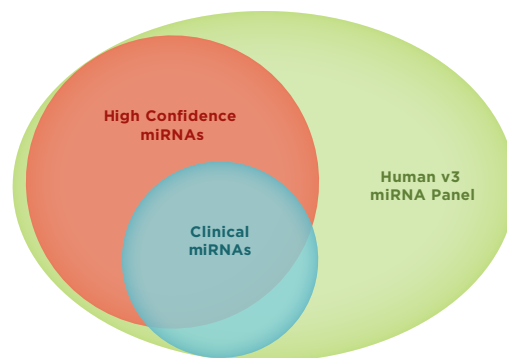 High Confidence
miRNAs
Human v3
miRNA Panel
Clinical
miRNAs